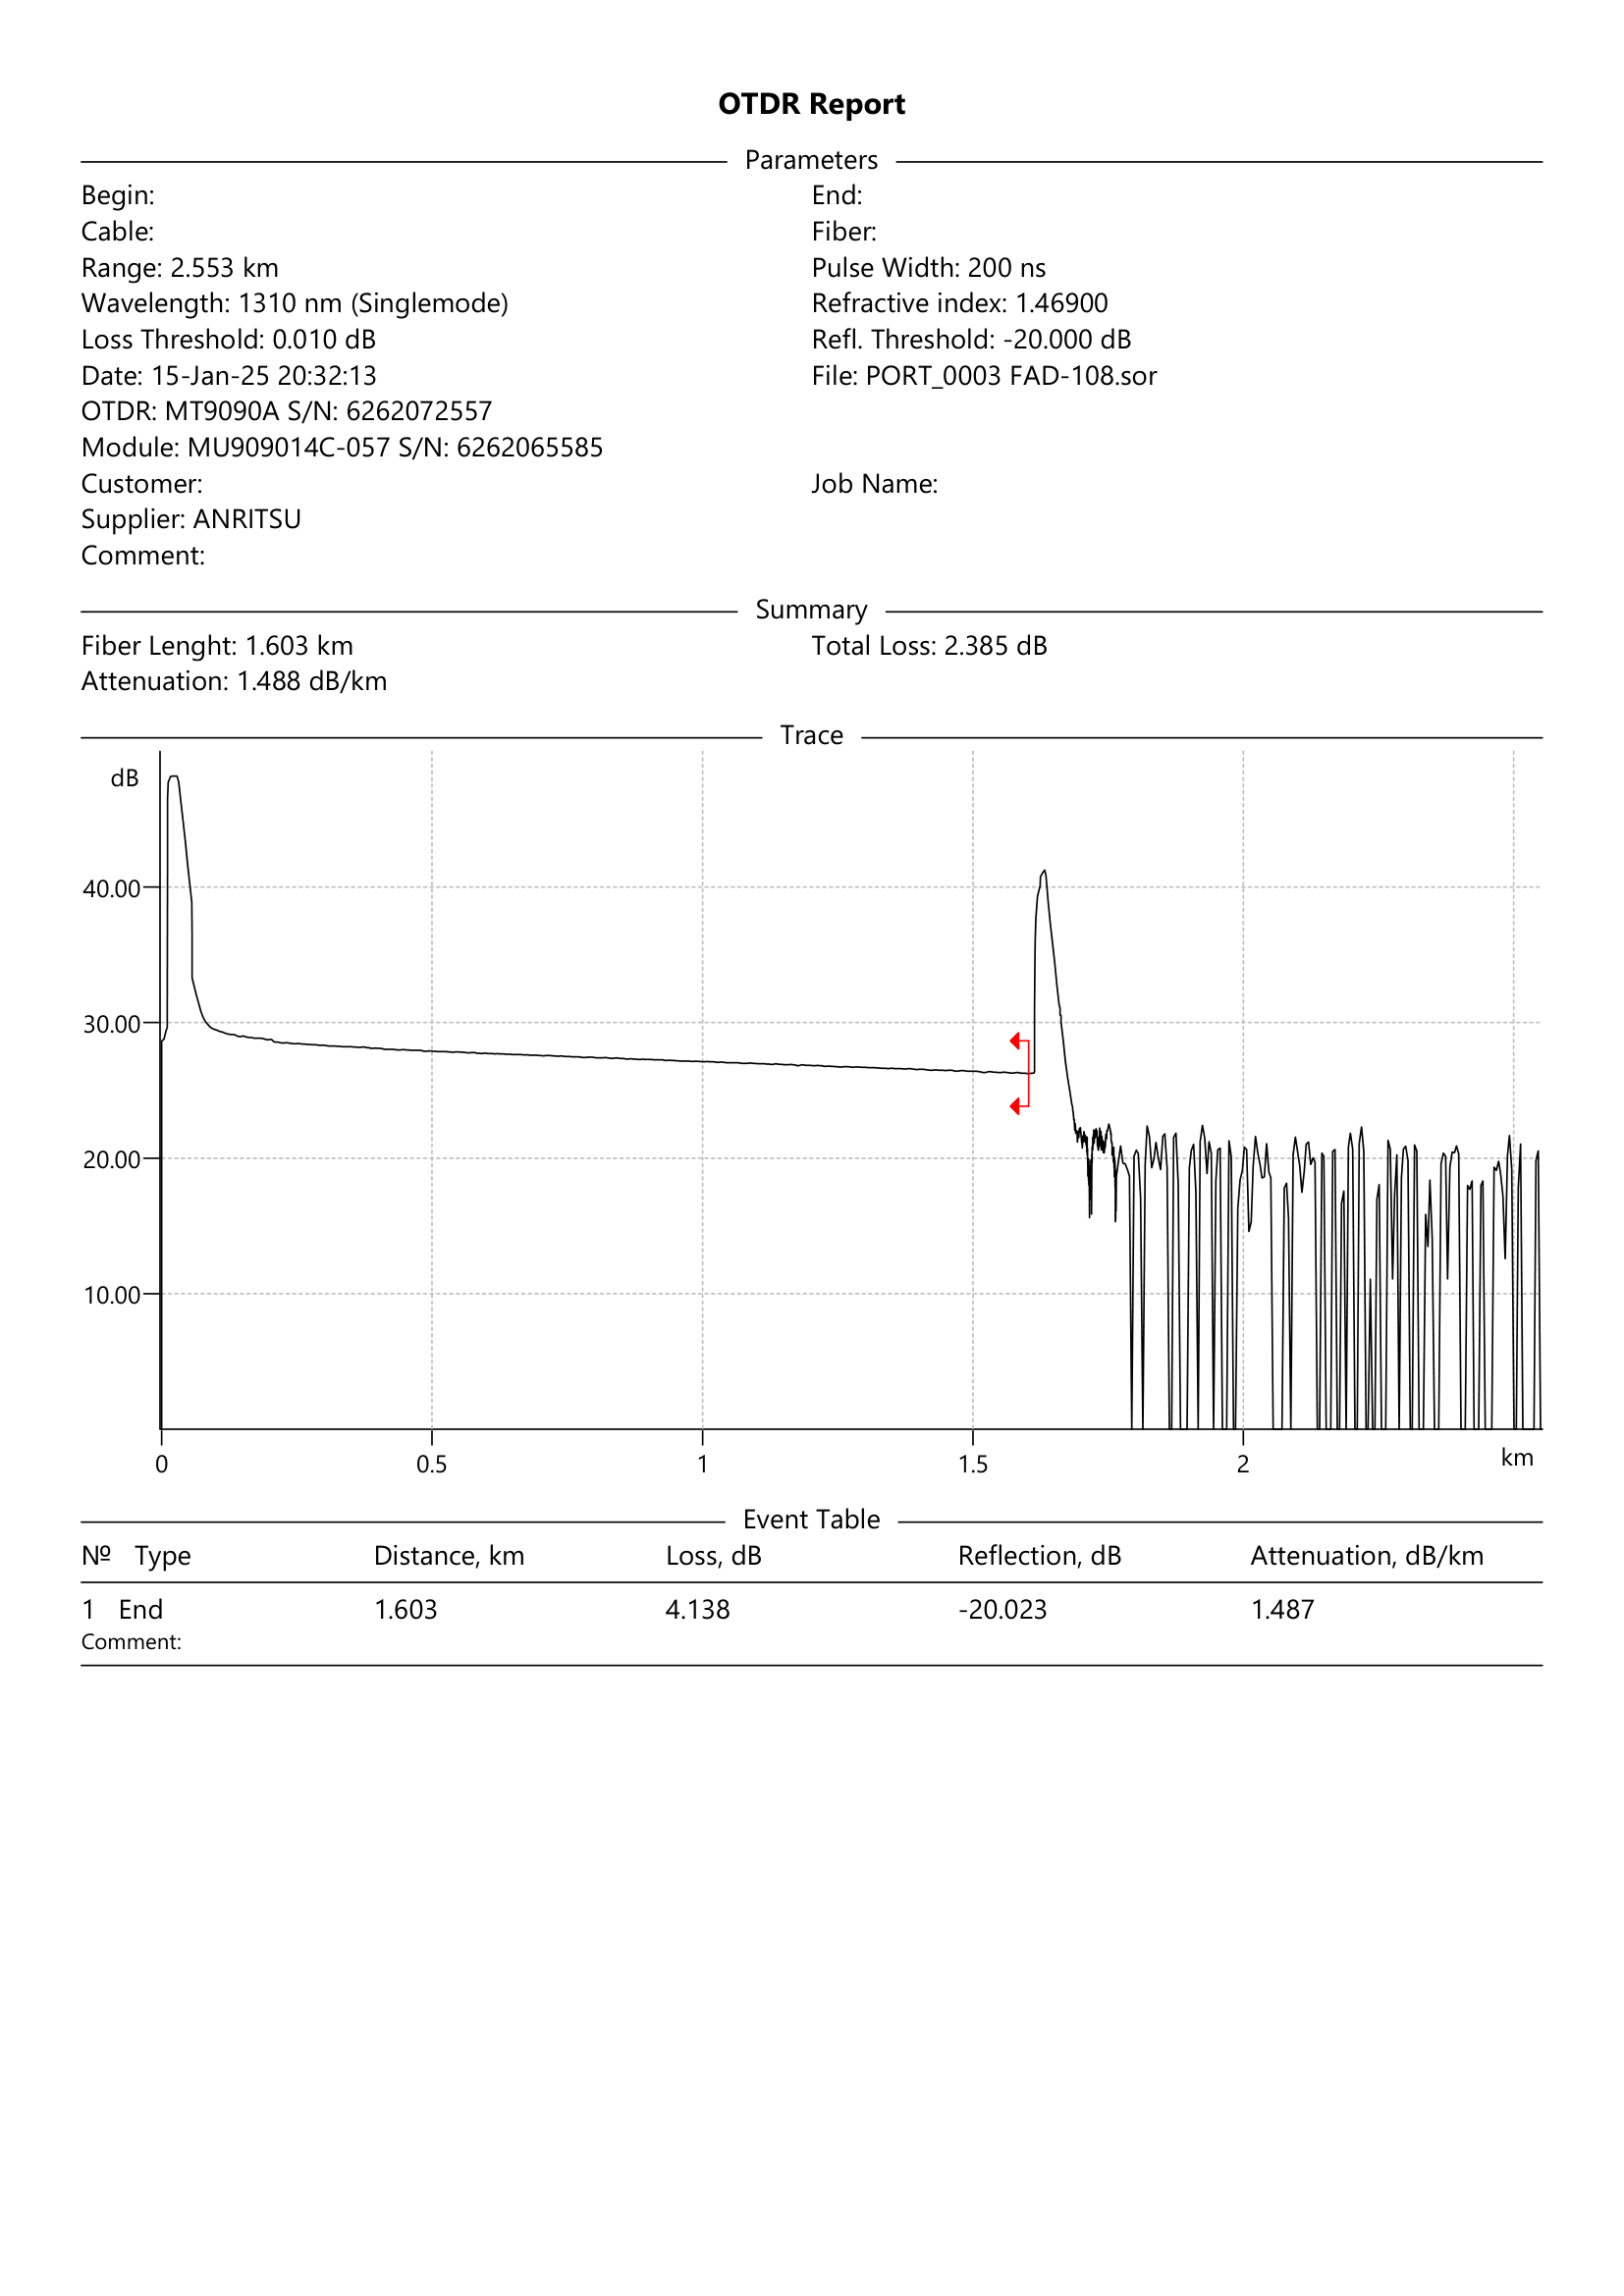 OTDR Report
Parameters
Begin: End:
Cable: Fiber:
Range: 2.553 km Pulse Width: 200 ns
Wavelength: 1310 nm (Singlemode) Refractive index: 1.46900
Loss Threshold: 0.010 dB Refl. Threshold: -20.000 dB
Date: 15-Jan-25 20:32:13 File: PORT_0003 FAD-108.sor
OTDR: MT9090A S/N: 6262072557
Module: MU909014C-057 S/N: 6262065585
Customer: Job Name:
Supplier: ANRITSU
Comment:
Summary
Fiber Lenght: 1.603 km Total Loss: 2.385 dB
Attenuation: 1.488 dB/km
Trace
dB
40.00
30.00
20.00
10.00
0 0.5 1 1.5 2 km
Event Table
Nº Type Distance, km Loss, dB Reflection, dB Attenuation, dB/km
1 End 1.603 4.138 -20.023 1.487
Comment: